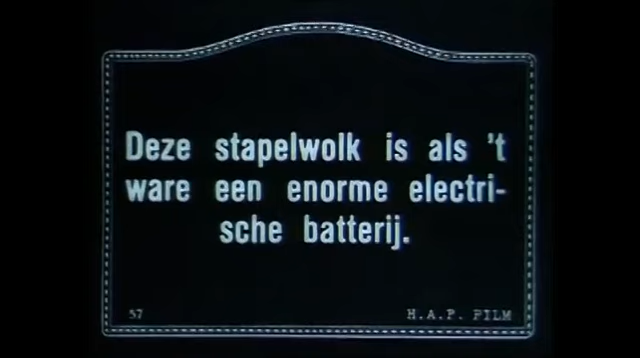 Deze stapelwolk is als 't
ware een enorme electri-
sche batterij.
57
H.A.P. FILM